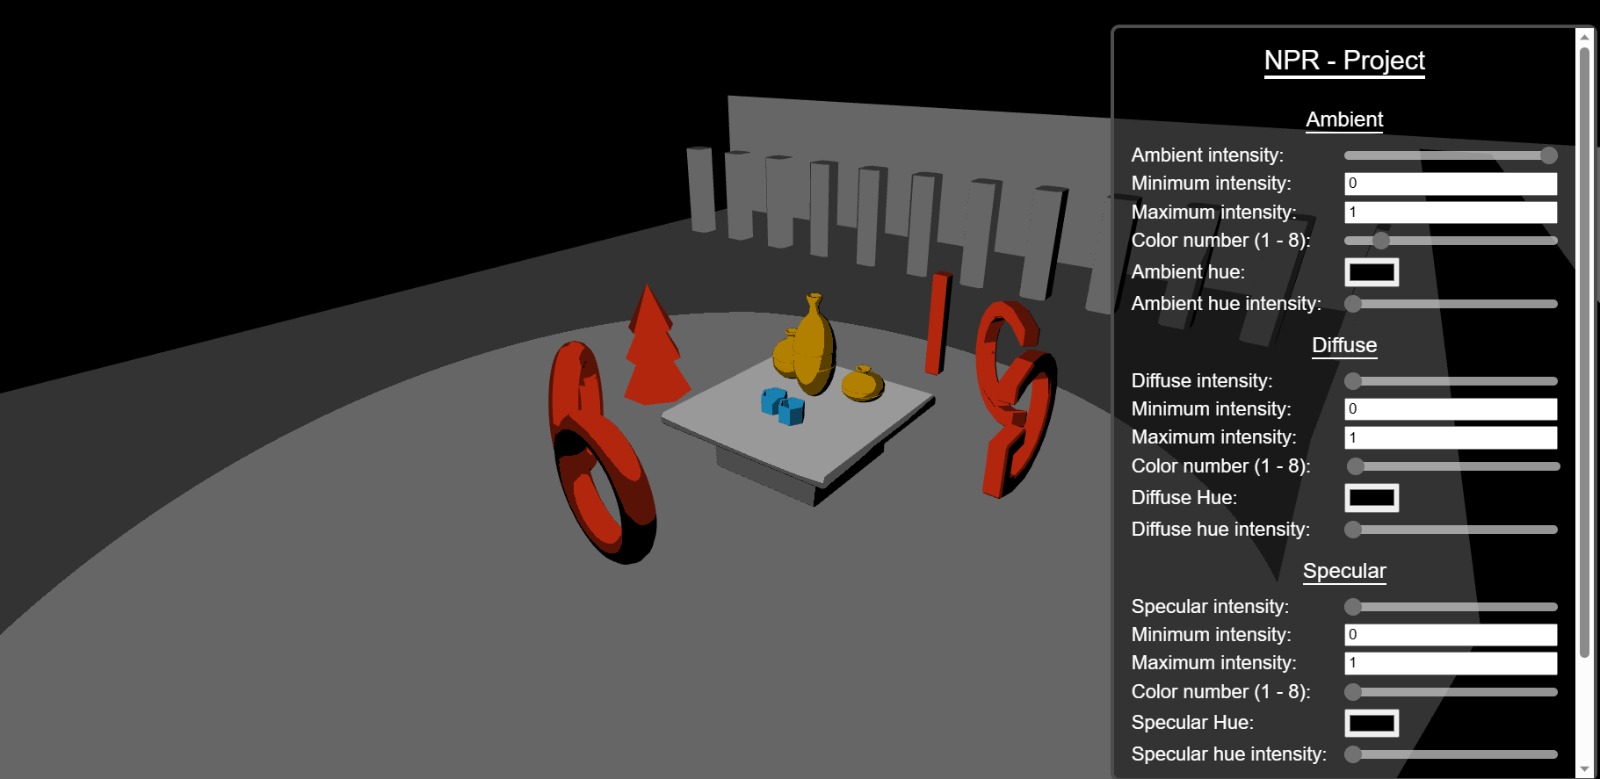 NPR - Project
Ambient
Ambient intensity:
Minimum intensity: 0
Maximum intensity: 1
Color number (1 - 8):
Ambient hue:
Ambient hue intensity:
Diffuse
Diffuse intensity:
Minimum intensity: 0
Maximum intensity: 1
Color number (1 - 8):
Diffuse Hue:
Diffuse hue intensity:
Specular
Specular intensity:
Minimum intensity: 0
Maximum intensity: 1
Color number (1 - 8):
Specular Hue:
Specular hue intensity: